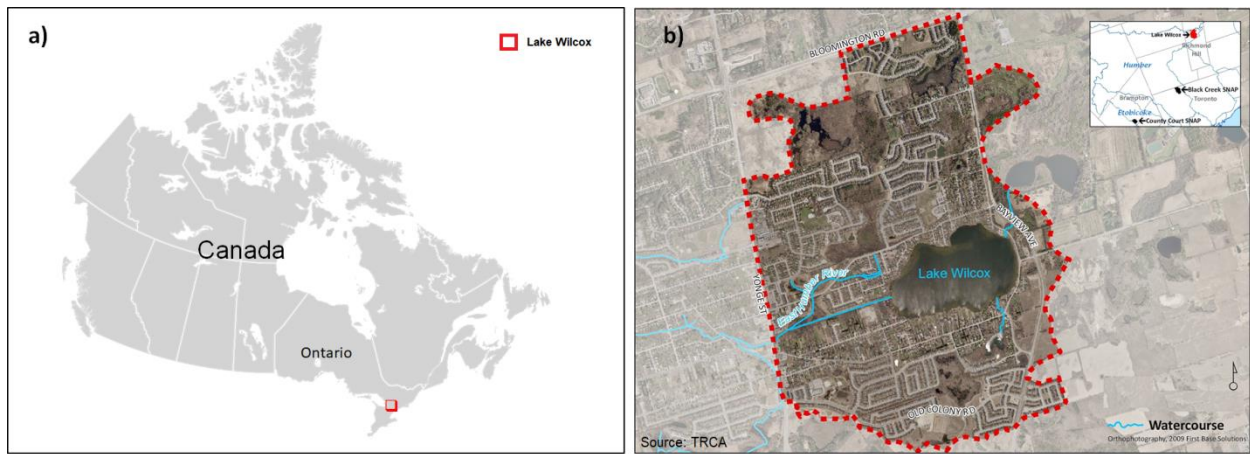 a)
Lake Wilcox
Canada
Ontario
b)
BLOOMINGTON RD
Lake Wilcox
Richmond
Hill
Humber
Black Creek SNAP
Brampton
Toronto
Etobicoke
County Court SNAP
BAYVIEW AVE
Lake Wilcox
East Humber River
YONGE ST
OLD COLONY RD
Watercourse
Source: TRCA
Orthophotography, 2009 First Base Solutions